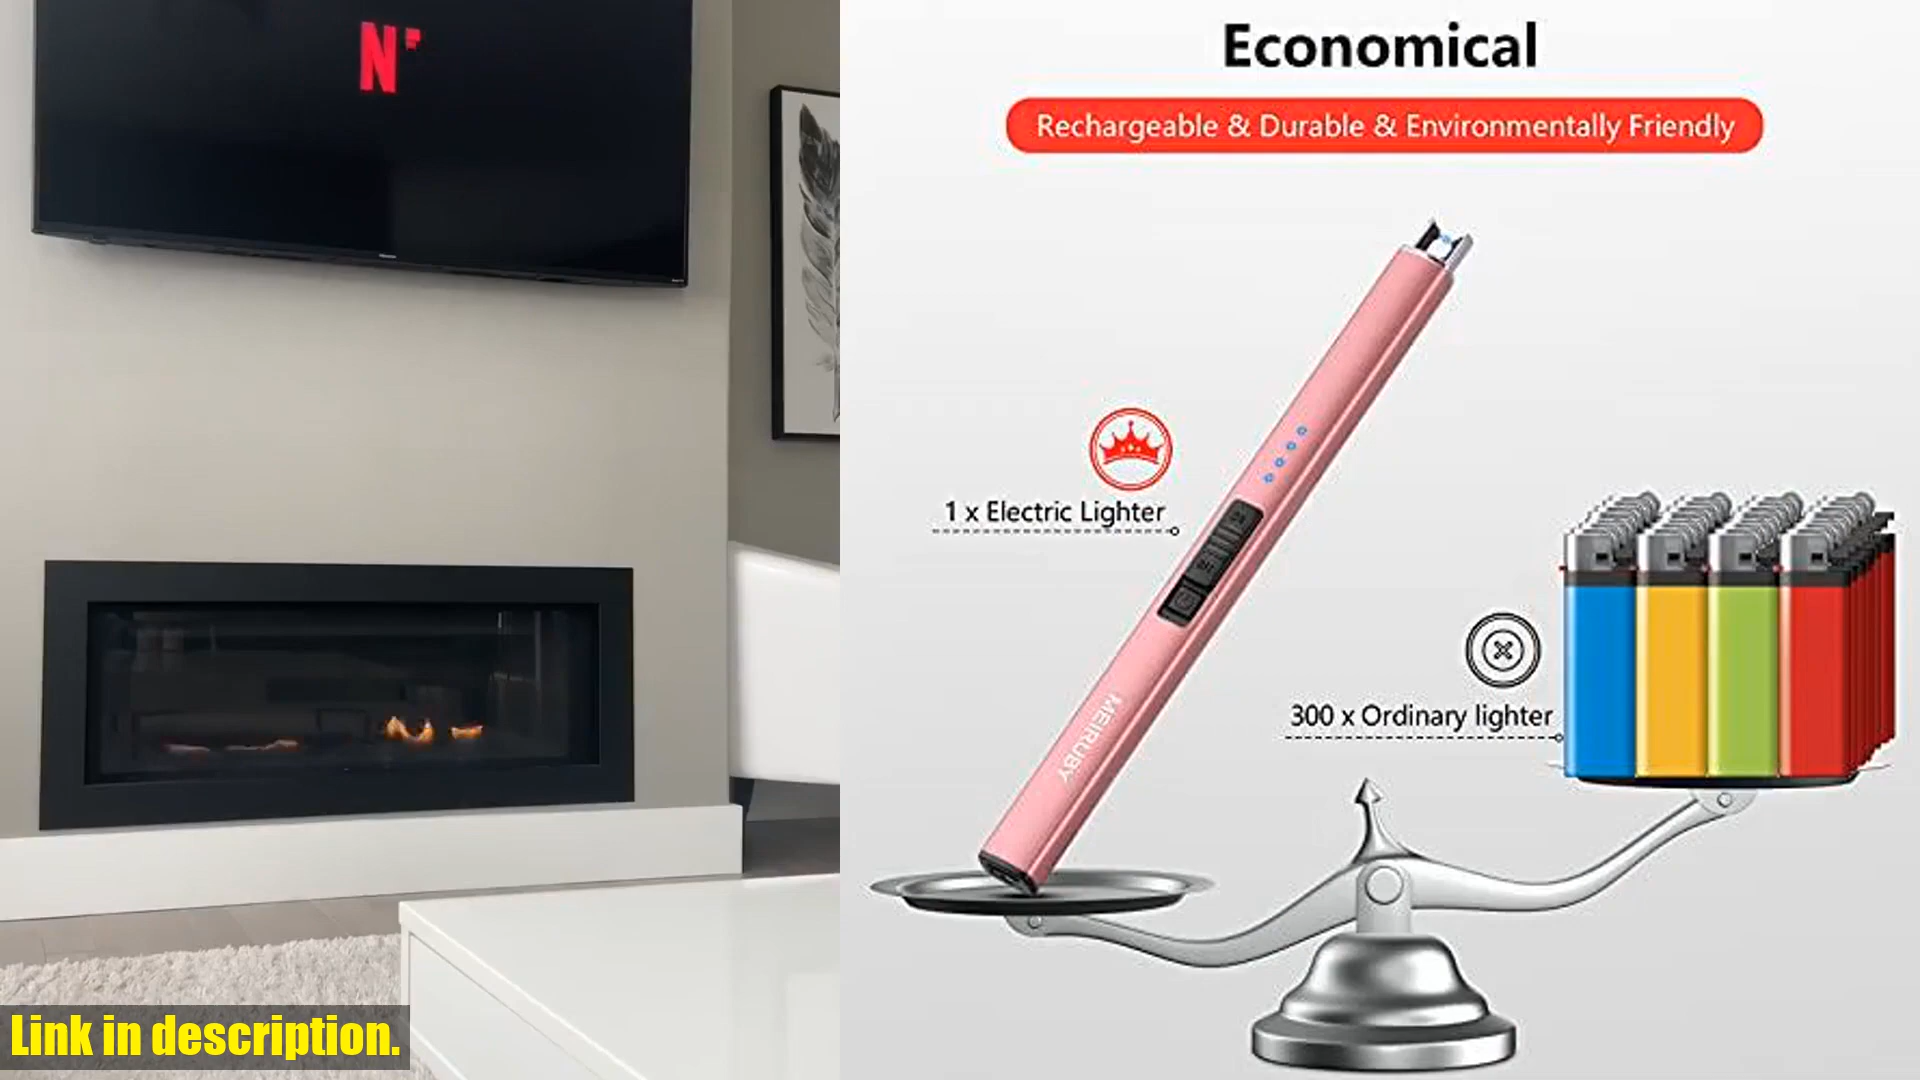 N
Economical
Rechargeable & Durable & Environmentally Friendly
1 x Electric Lighter
300 x Ordinary lighter
MEIRUBY
Link in description.